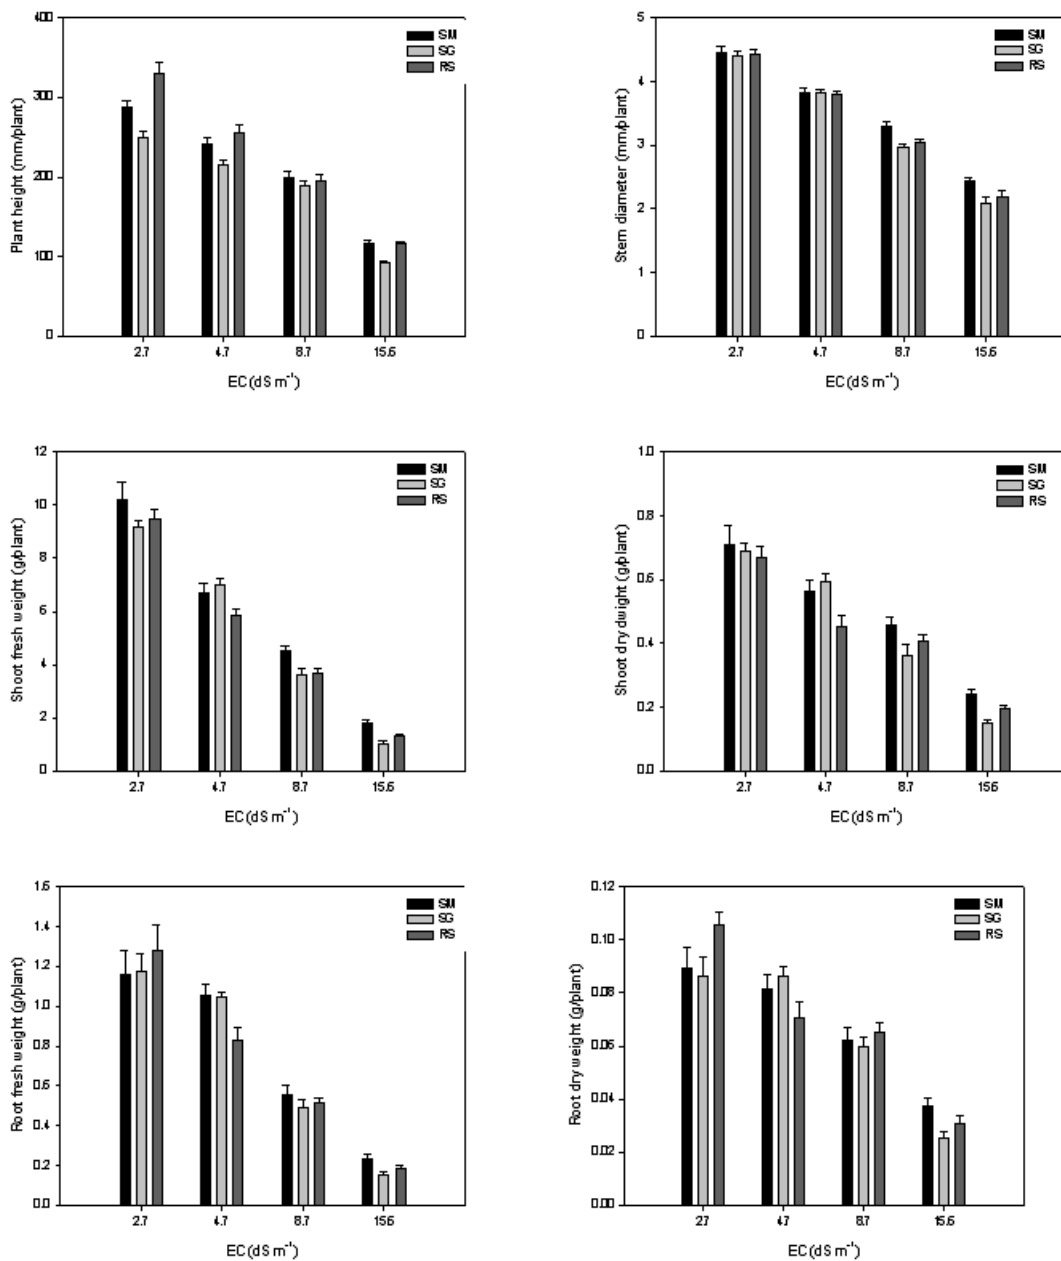 Plant height (mm/plant)
400
300
200
100
0
SM
SG
RS
2.7 4.7 8.7 15.6
EC (dS m⁻¹)
Stem diameter (mm/plant)
5
4
3
2
1
0
SM
SG
RS
2.7 4.7 8.7 15.6
EC (dS m⁻¹)
Shoot fresh weight (g/plant)
12
10
8
6
4
2
0
SM
SG
RS
2.7 4.7 8.7 15.6
EC (dS m⁻¹)
Shoot dry dwight (g/plant)
1.0
0.8
0.6
0.4
0.2
0.0
SM
SG
RS
2.7 4.7 8.7 15.6
EC (dS m⁻¹)
Root fresh weight (g/plant)
1.6
1.4
1.2
1.0
0.8
0.6
0.4
0.2
0.0
SM
SG
RS
2.7 4.7 8.7 15.6
EC (dS m⁻¹)
Root dry weight (g/plant)
0.12
0.10
0.08
0.06
0.04
0.02
0.00
SM
SG
RS
2.7 4.7 8.7 15.6
EC (dS m⁻¹)